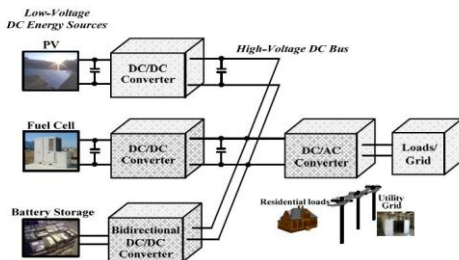 Low-Voltage
DC Energy Sources
PV
High-Voltage DC Bus
DC/DC
Converter
Fuel Cell
DC/DC
Converter
DC/AC
Converter
Loads/
Grid
Battery Storage
Bidirectional
DC/DC
Converter
Residential loads
Utility
Grid